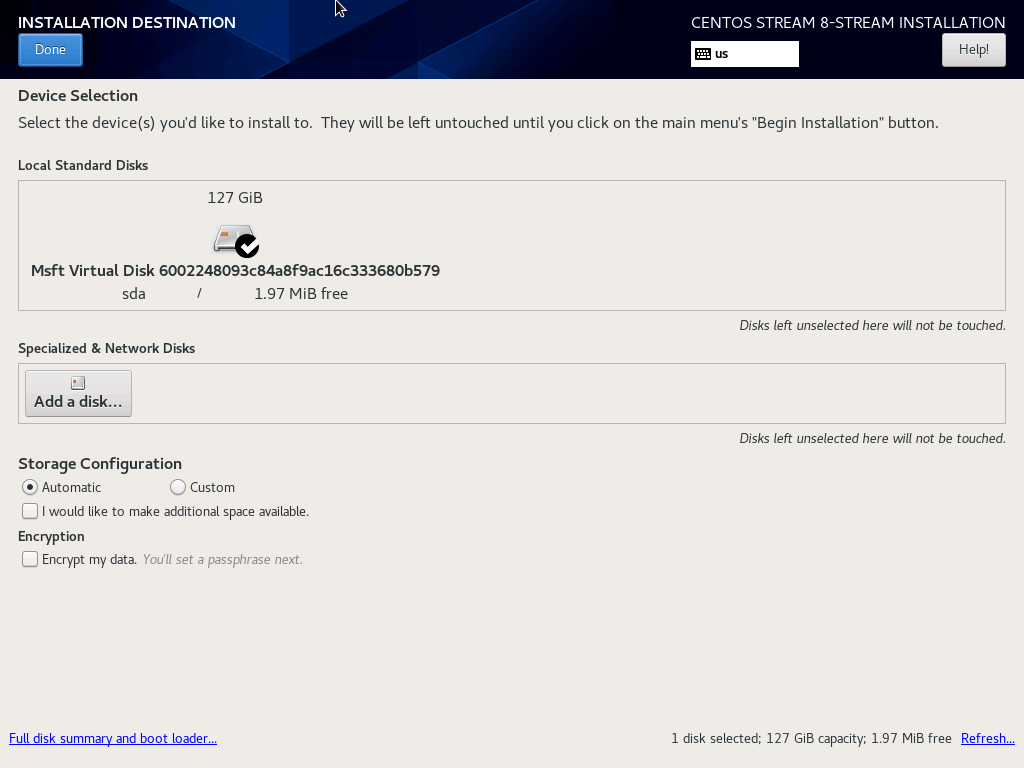 INSTALLATION DESTINATION
CENTOS STREAM 8-STREAM INSTALLATION
Done
us
Help!
Device Selection
Select the device(s) you'd like to install to.  They will be left untouched until you click on the main menu's "Begin Installation" button.
Local Standard Disks
127 GiB
Msft Virtual Disk 6002248093c84a8f9ac16c333680b579
sda / 1.97 MiB free
Disks left unselected here will not be touched.
Specialized & Network Disks
Add a disk...
Disks left unselected here will not be touched.
Storage Configuration
Automatic Custom
I would like to make additional space available.
Encryption
Encrypt my data. You'll set a passphrase next.
Full disk summary and boot loader... 1 disk selected; 127 GiB capacity; 1.97 MiB free Refresh...